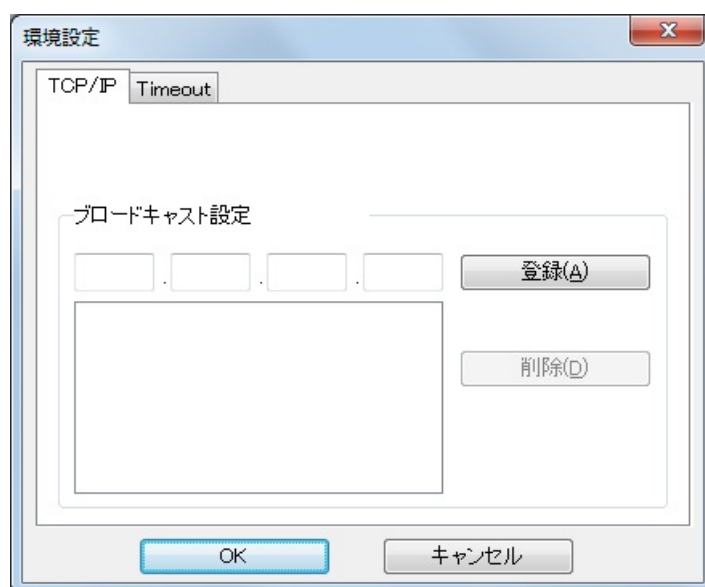 環境設定
TCP/IP Timeout
ブロードキャスト設定
. . . 登録(A)
削除(D)
OK キャンセル